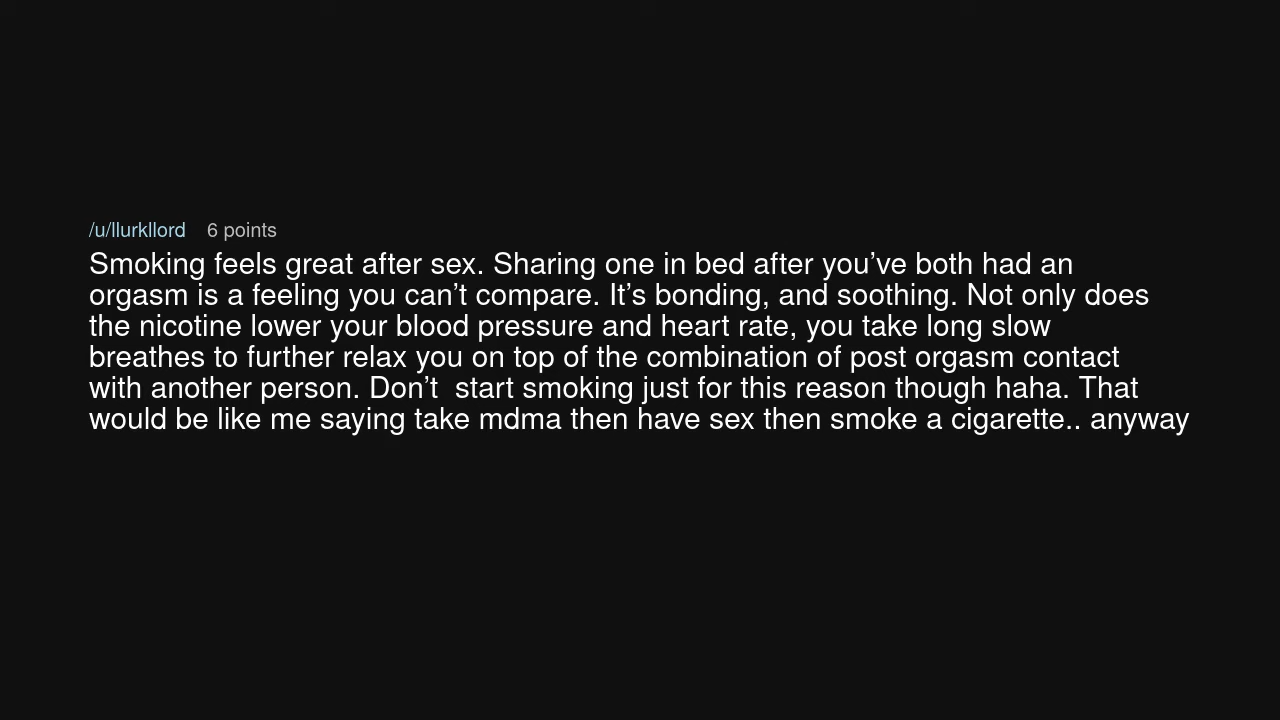 /u/llurkllord 6 points
Smoking feels great after sex. Sharing one in bed after you’ve both had an
orgasm is a feeling you can’t compare. It’s bonding, and soothing. Not only does
the nicotine lower your blood pressure and heart rate, you take long slow
breathes to further relax you on top of the combination of post orgasm contact
with another person. Don’t  start smoking just for this reason though haha. That
would be like me saying take mdma then have sex then smoke a cigarette.. anyway